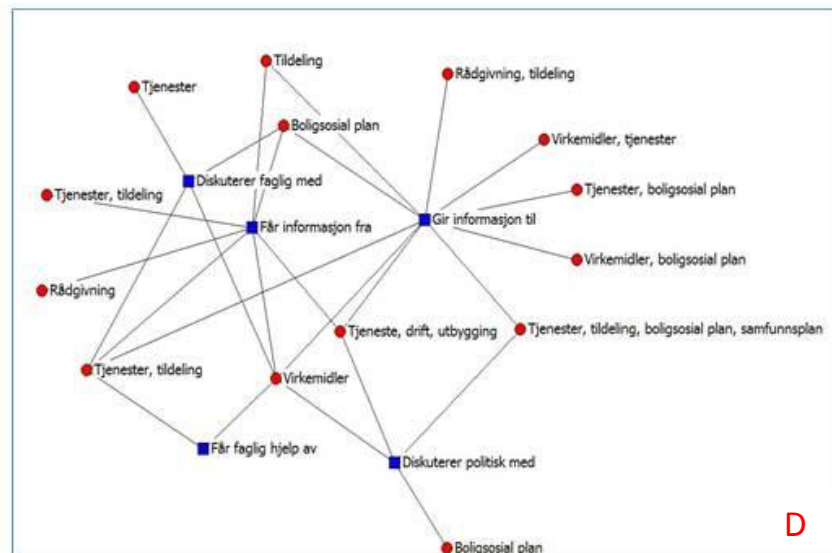 Tildeling
Rådgivning, tildeling
Tjenester
Boligsosial plan
Virkemidler, tjenester
Diskuterer faglig med
Tjenester, boligsosial plan
Tjenester, tildeling
Gir informasjon til
Får informasjon fra
Virkemidler, boligsosial plan
Rådgivning
Tjeneste, drift, utbygging
Tjenester, tildeling, boligsosial plan, samfunnsplan
Tjenester, tildeling
Virkemidler
Får faglig hjelp av
Diskuterer politisk med
D
Boligsosial plan